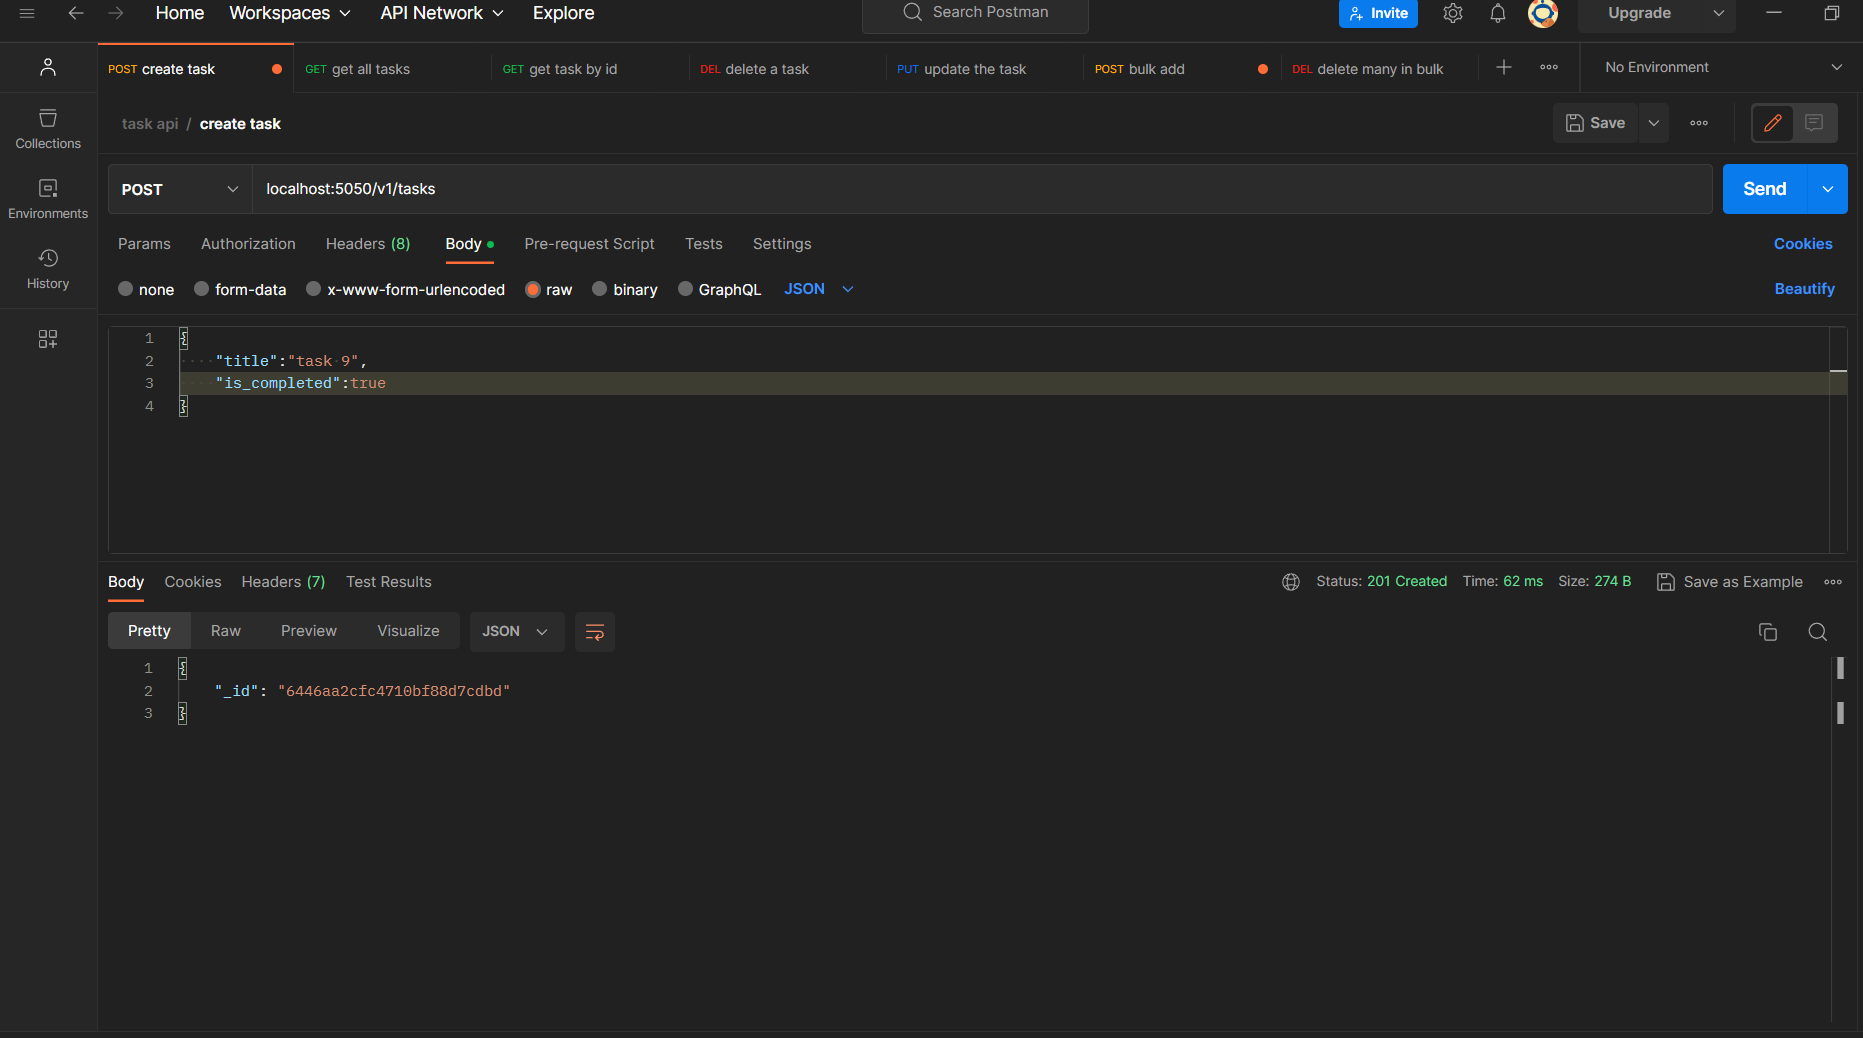 Home Workspaces API Network Explore Search Postman Invite Upgrade
POST create task GET get all tasks GET get task by id DEL delete a task PUT update the task POST bulk add DEL delete many in bulk No Environment
task api / create task Save
Collections
Environments
History
POST localhost:5050/v1/tasks Send
Params Authorization Headers (8) Body Pre-request Script Tests Settings Cookies
none form-data x-www-form-urlencoded raw binary GraphQL JSON Beautify
1 {
2 "title":"task 9",
3 "is_completed":true
4 }
Body Cookies Headers (7) Test Results Status: 201 Created Time: 62 ms Size: 274 B Save as Example
Pretty Raw Preview Visualize JSON
1 {
2 "_id": "6446aa2cfc4710bf88d7cdbd"
3 }